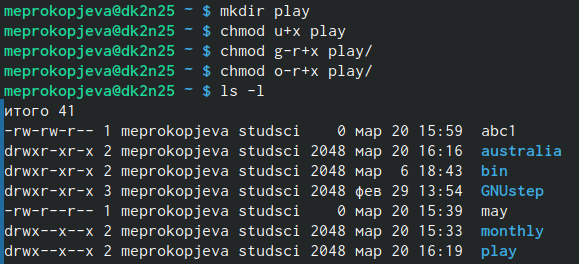 meprokopjeva@dk2n25 ~ $ mkdir play
meprokopjeva@dk2n25 ~ $ chmod u+x play
meprokopjeva@dk2n25 ~ $ chmod g-r+x play/
meprokopjeva@dk2n25 ~ $ chmod o-r+x play/
meprokopjeva@dk2n25 ~ $ ls -l
итого 41
-rw-rw-r-- 1 meprokopjeva studsci    0 мар 20 15:59  abc1
drwxr-xr-x 2 meprokopjeva studsci 2048 мар 20 16:16  australia
drwxr-xr-x 2 meprokopjeva studsci 2048 мар  6 18:43  bin
drwxr-xr-x 3 meprokopjeva studsci 2048 фев 29 13:54  GNUstep
-rw-r--r-- 1 meprokopjeva studsci    0 мар 20 15:39  may
drwx--x--x 2 meprokopjeva studsci 2048 мар 20 15:33  monthly
drwx--x--x 2 meprokopjeva studsci 2048 мар 20 16:19  play